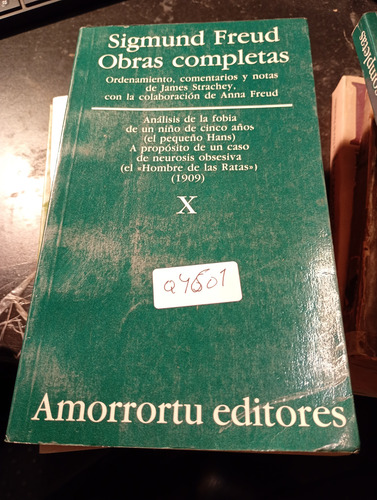 Sigmund Freud
Obras completas
Ordenamiento, comentarios y notas
de James Strachey,
con la colaboración de Anna Freud
Análisis de la fobia
de un niño de cinco años
(el pequeño Hans)
A propósito de un caso
de neurosis obsesiva
(el «Hombre de las Ratas»)
(1909)
X
Amorrortu editores